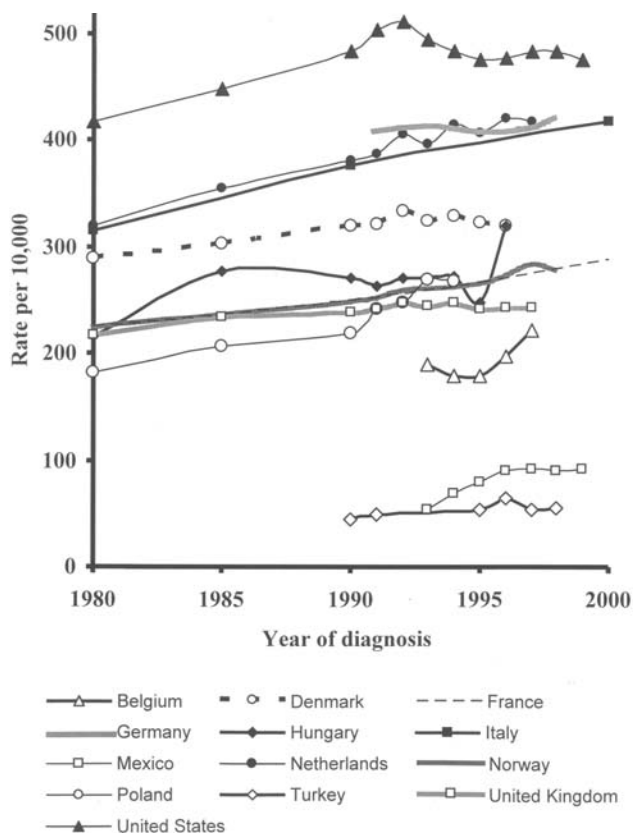 500
400
300
200
100
0
Rate per 10,000
1980 1985 1990 1995 2000
Year of diagnosis
Belgium Denmark France
Germany Hungary Italy
Mexico Netherlands Norway
Poland Turkey United Kingdom
United States